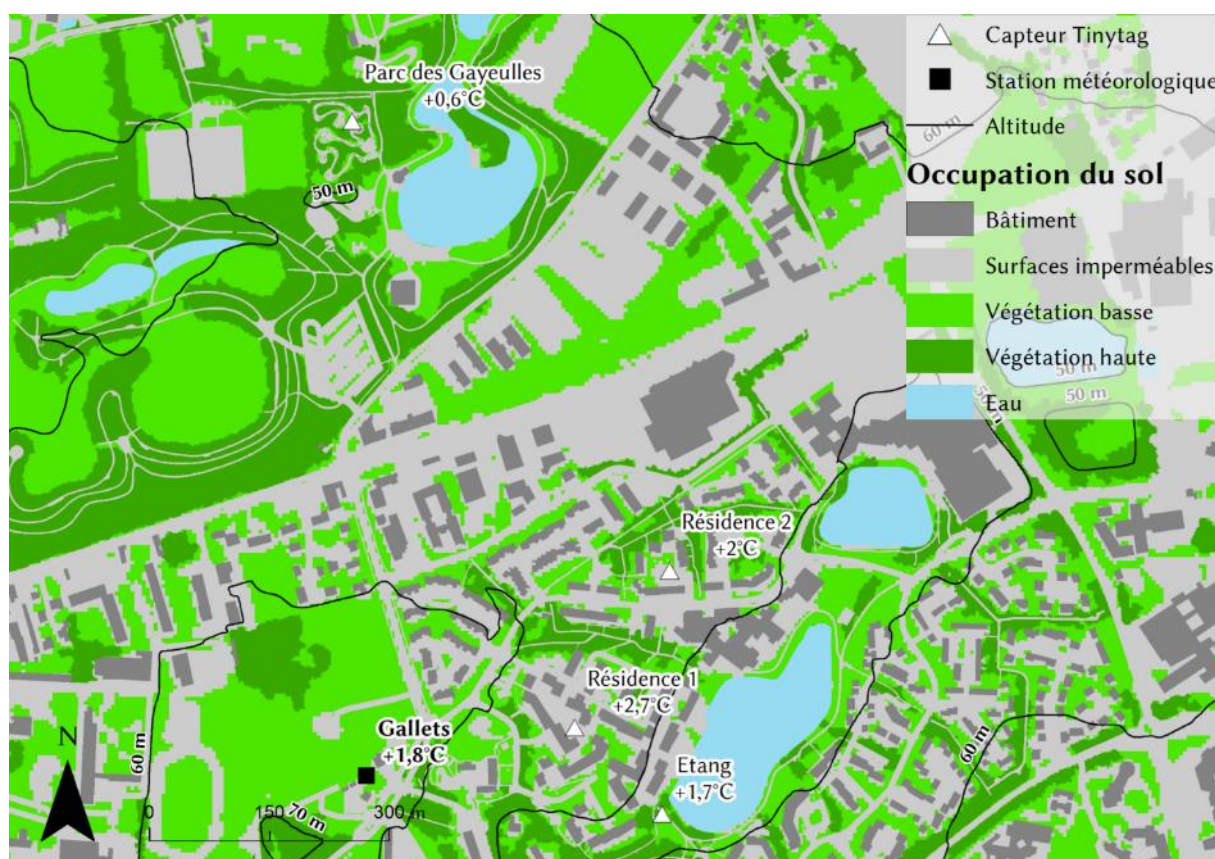 Capteur Tinytag
Station météorologique
Altitude
Occupation du sol
Bâtiment
Surfaces imperméables
Végétation basse
Végétation haute
Eau
Parc des Gayeulles
+0,6°C
50 m
60 m
50 m
50 m
50 m
Résidence 2
+2°C
Résidence 1
+2,7°C
Gallets
+1,8°C
Etang
+1,7°C
60 m
60 m
70 m
N
0 150 300 m